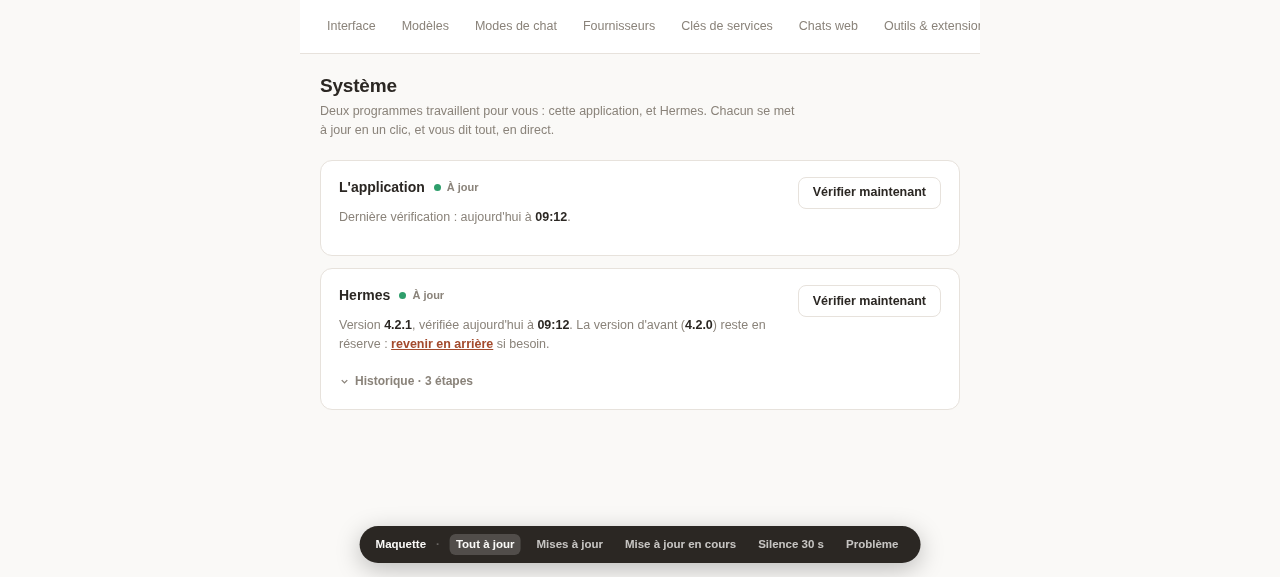 Interface Modèles Modes de chat Fournisseurs Clés de services Chats web Outils & extension
Système
Deux programmes travaillent pour vous : cette application, et Hermes. Chacun se met
à jour en un clic, et vous dit tout, en direct.
L'application À jour
Vérifier maintenant
Dernière vérification : aujourd'hui à 09:12.
Hermes À jour
Vérifier maintenant
Version 4.2.1, vérifiée aujourd'hui à 09:12. La version d'avant (4.2.0) reste en
réserve : revenir en arrière si besoin.
Historique · 3 étapes
Maquette · Tout à jour Mises à jour Mise à jour en cours Silence 30 s Problème